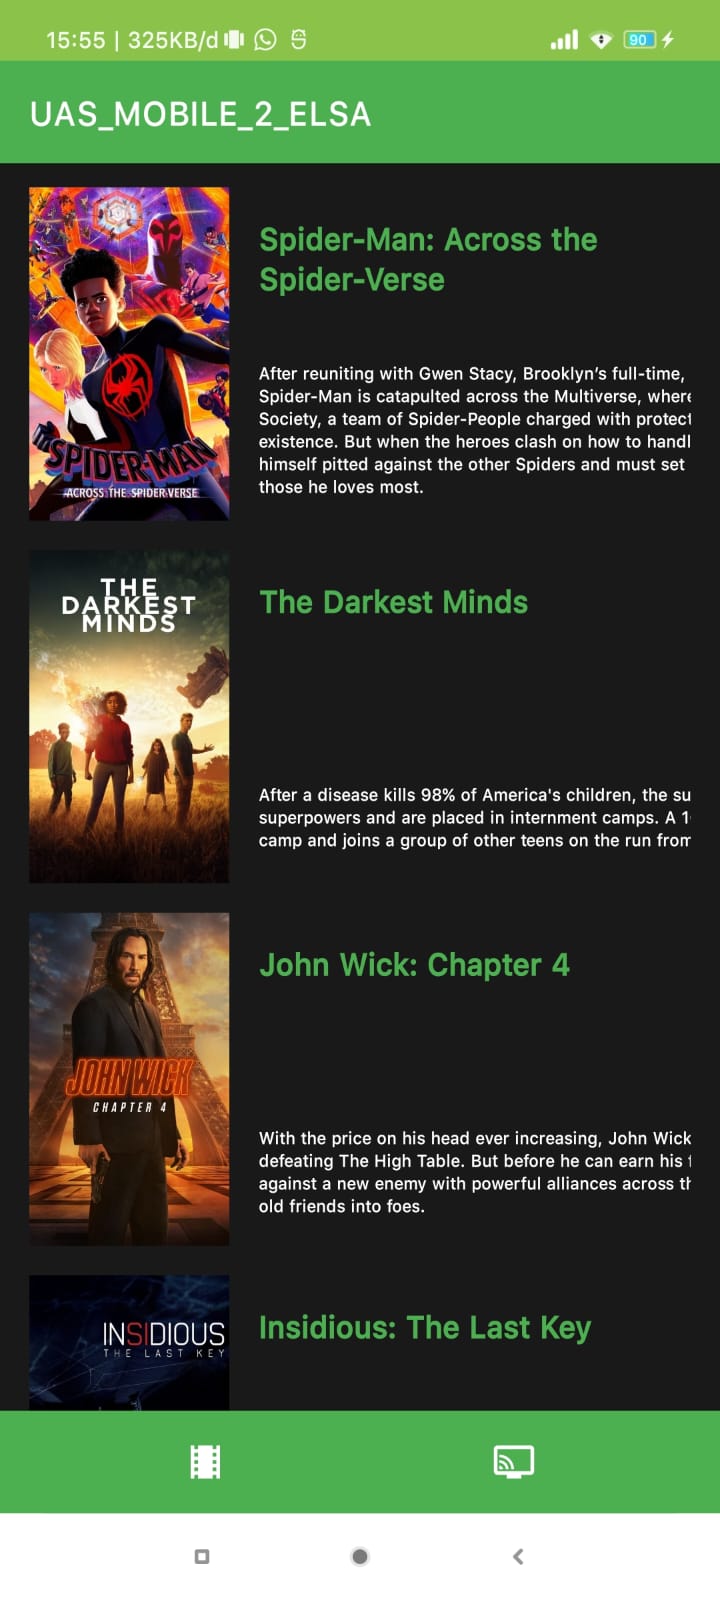 15:55 | 325KB/d
90
UAS_MOBILE_2_ELSA
SPIDER-MAN
ACROSS THE SPIDER-VERSE
Spider-Man: Across the
Spider-Verse
After reuniting with Gwen Stacy, Brooklyn’s full-time,
Spider-Man is catapulted across the Multiverse, where
Society, a team of Spider-People charged with protect
existence. But when the heroes clash on how to handl
himself pitted against the other Spiders and must set
those he loves most.
THE
DARKEST
MINDS
The Darkest Minds
After a disease kills 98% of America's children, the su
superpowers and are placed in internment camps. A 1
camp and joins a group of other teens on the run from
JOHN WICK
CHAPTER 4
John Wick: Chapter 4
With the price on his head ever increasing, John Wick
defeating The High Table. But before he can earn his
against a new enemy with powerful alliances across th
old friends into foes.
INSIDIOUS
THE LAST KEY
Insidious: The Last Key